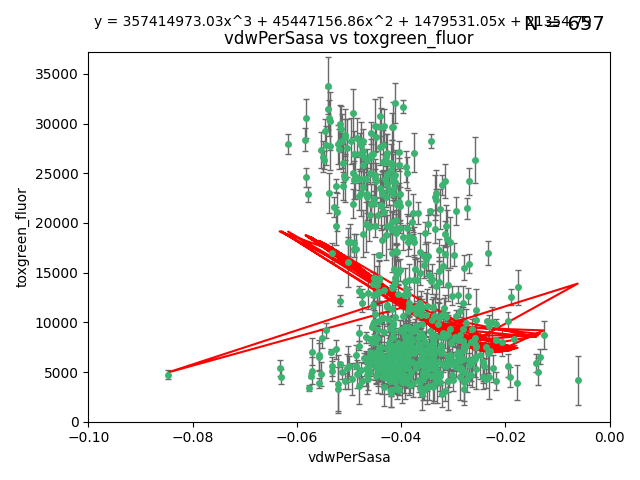 y = 357414973.03x^3 + 45447156.86x^2 + 1479531.05x +
N = 657
vdwPerSasa vs toxgreen_fluor
toxgreen_fluor
35000
30000
25000
20000
15000
10000
5000
0
−0.10
−0.08
−0.06
−0.04
−0.02
0.00
vdwPerSasa